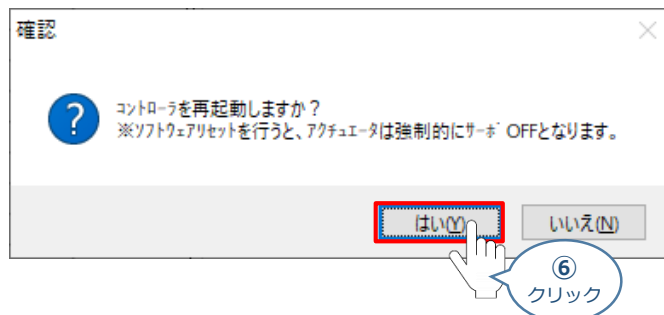 確認
ｺﾝﾄﾛｰﾗを再起動しますか？
※ｿﾌﾄｳｪｱﾘｾｯﾄを行うと、ｱｸﾁｭｴｰﾀは強制的にｻｰﾎﾞ OFFとなります。
はい(Y)
いいえ(N)
⑥
クリック